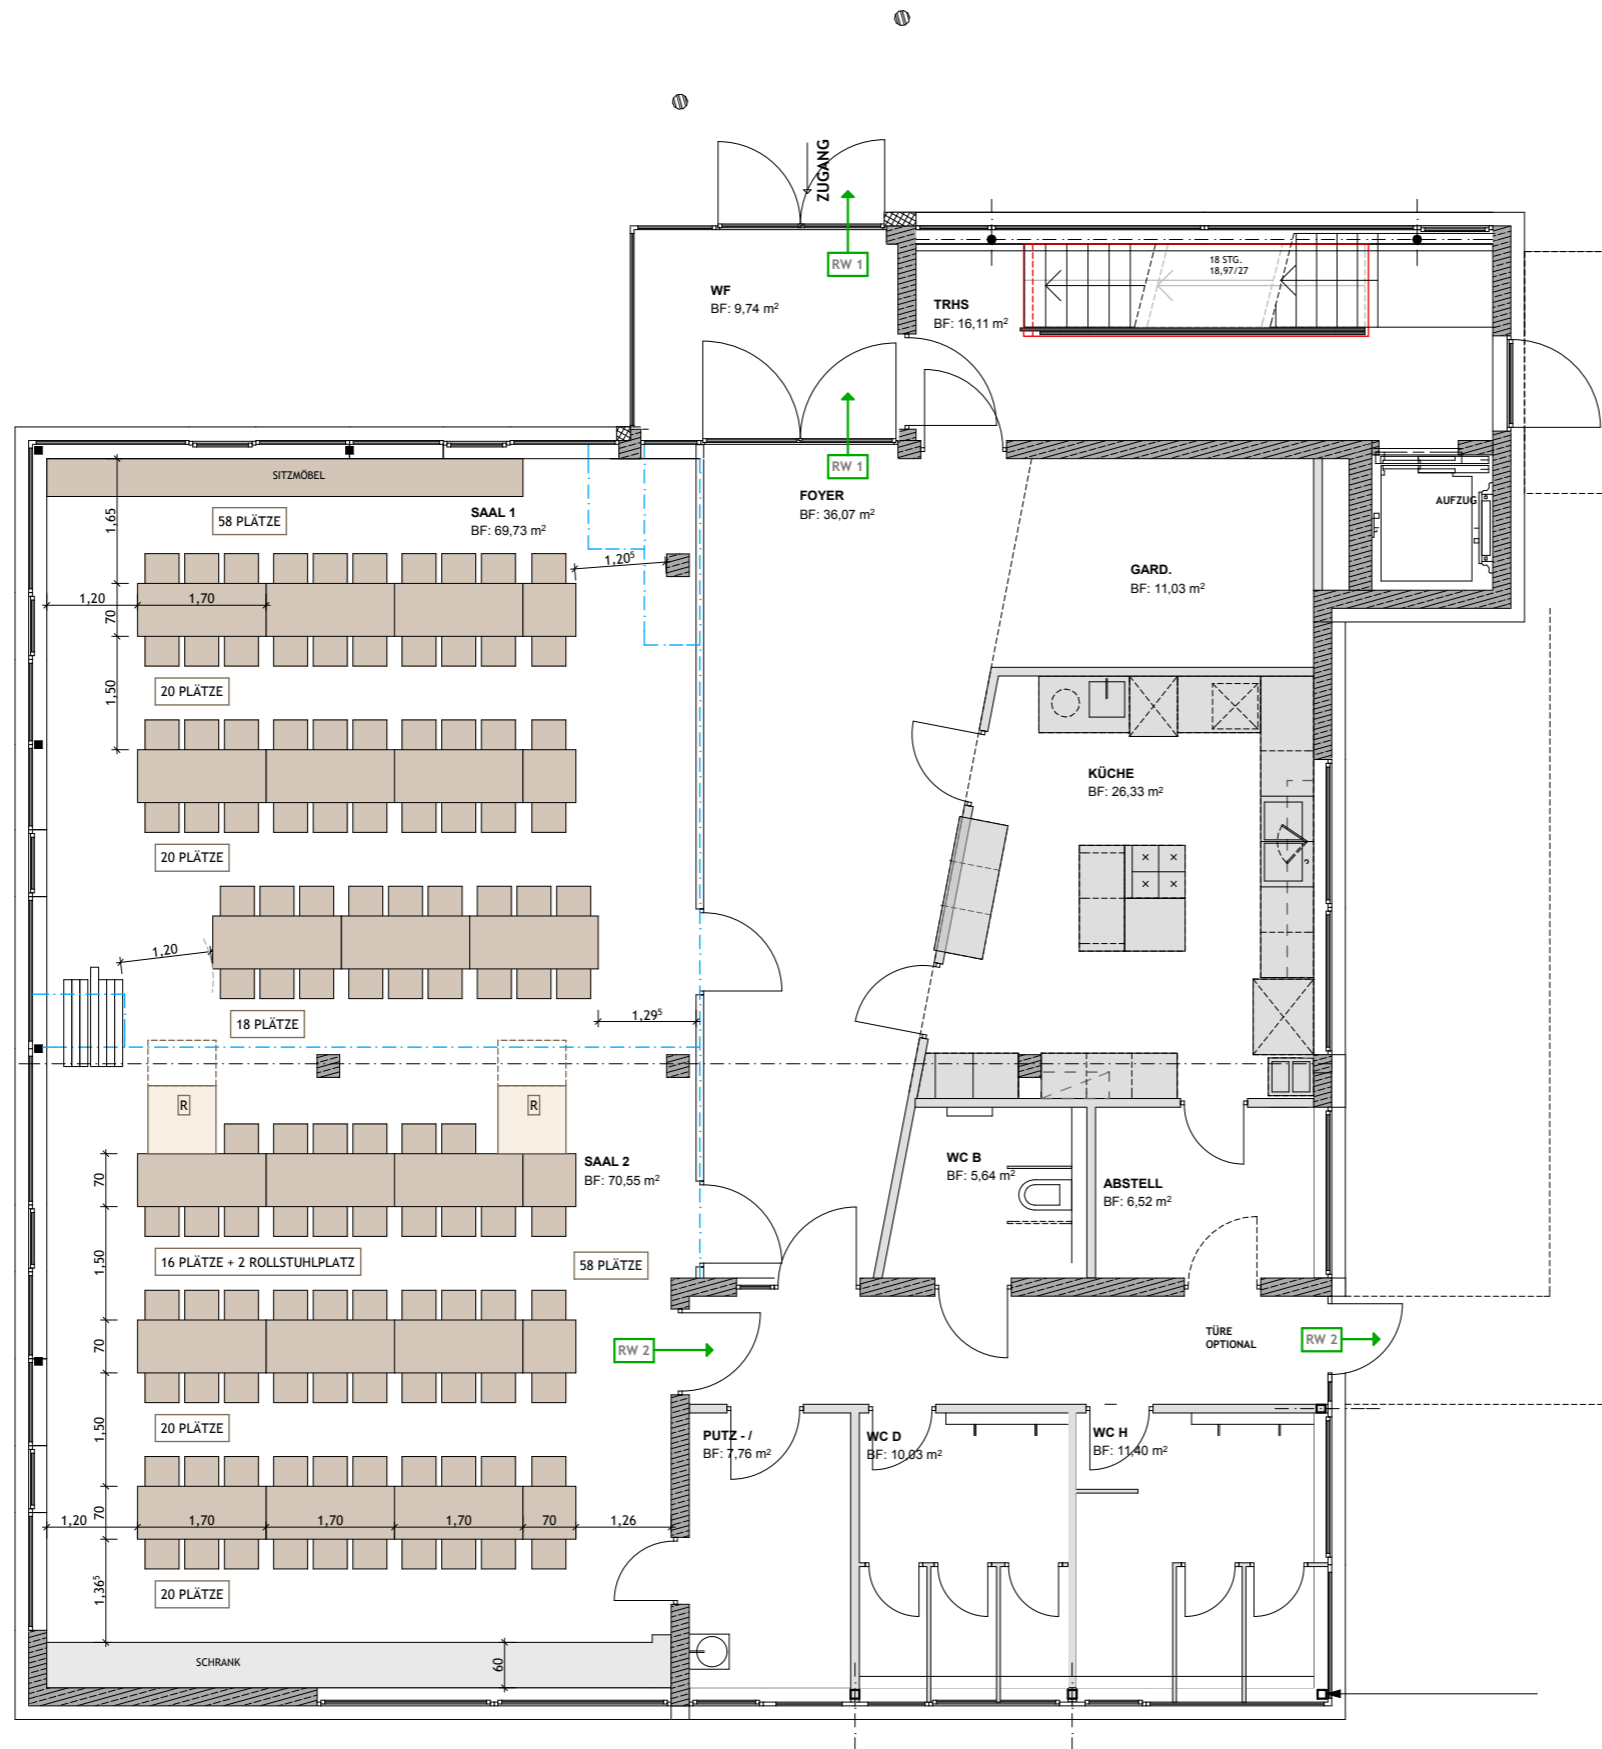 ZUGANG
RW 1
WF
BF: 9,74 m²
TRHS
BF: 16,11 m²
18 STG.
18,97/27
RW 1
SITZMÖBEL
FOYER
BF: 36,07 m²
AUFZUG
SAAL 1
BF: 69,73 m²
58 PLÄTZE
1,65
1,20⁵
GARD.
BF: 11,03 m²
1,20
1,70
70
20 PLÄTZE
1,50
KÜCHE
BF: 26,33 m²
20 PLÄTZE
1,20
18 PLÄTZE
1,29⁵
R
R
SAAL 2
BF: 70,55 m²
WC B
BF: 5,64 m²
ABSTELL
BF: 6,52 m²
70
16 PLÄTZE + 2 ROLLSTUHLPLATZ
58 PLÄTZE
1,50
RW 2
TÜRE
OPTIONAL
RW 2
70
20 PLÄTZE
1,50
PUTZ - /
BF: 7,76 m²
WC D
BF: 10,03 m²
WC H
BF: 11,40 m²
70
1,20
1,70
1,70
1,70
70
1,26
20 PLÄTZE
1,36⁵
SCHRANK
60